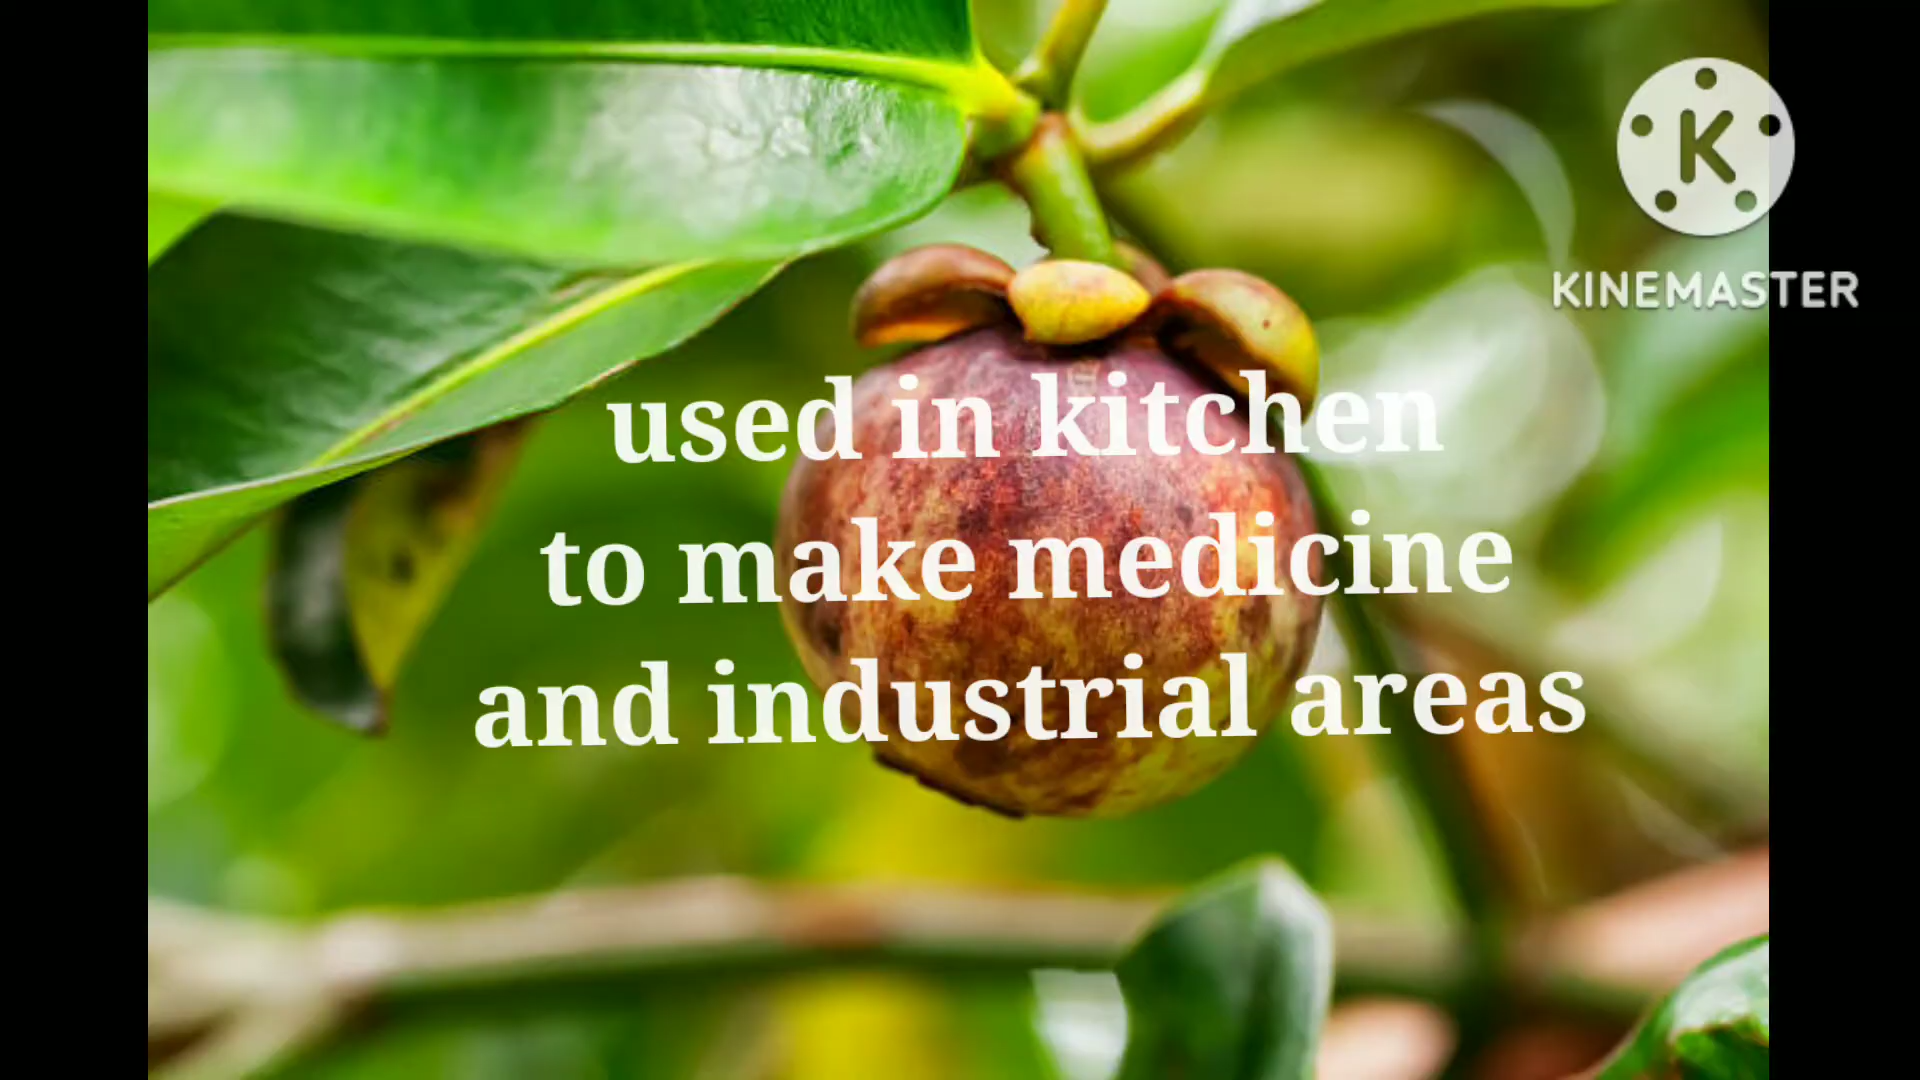 K
KINEMASTER
used in kitchen
to make medicine
and industrial areas